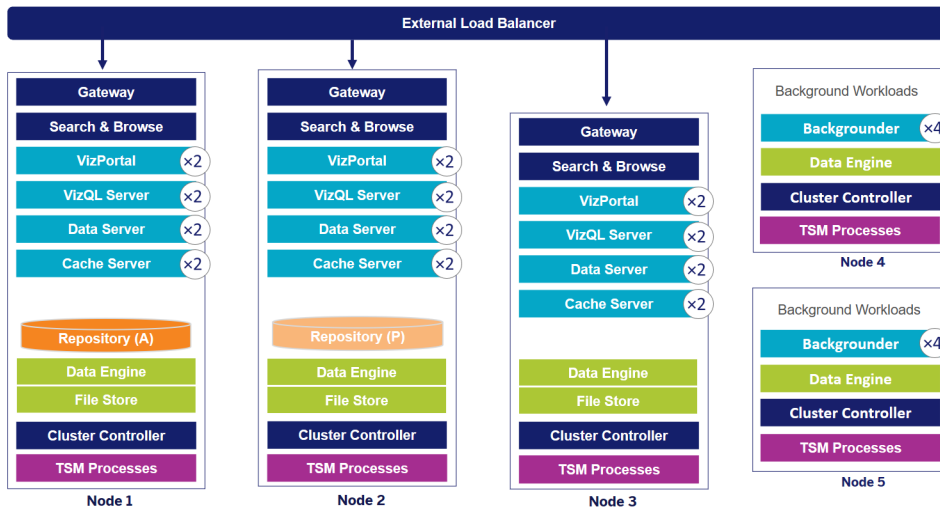 External Load Balancer
Gateway
Search & Browse
VizPortal
×2
VizQL Server
×2
Data Server
×2
Cache Server
×2
Repository (A)
Data Engine
File Store
Cluster Controller
TSM Processes
Node 1
Gateway
Search & Browse
VizPortal
×2
VizQL Server
×2
Data Server
×2
Cache Server
×2
Repository (P)
Data Engine
File Store
Cluster Controller
TSM Processes
Node 2
Gateway
Search & Browse
VizPortal
×2
VizQL Server
×2
Data Server
×2
Cache Server
×2
Data Engine
File Store
Cluster Controller
TSM Processes
Node 3
Background Workloads
Backgrounder
×4
Data Engine
Cluster Controller
TSM Processes
Node 4
Background Workloads
Backgrounder
×4
Data Engine
Cluster Controller
TSM Processes
Node 5